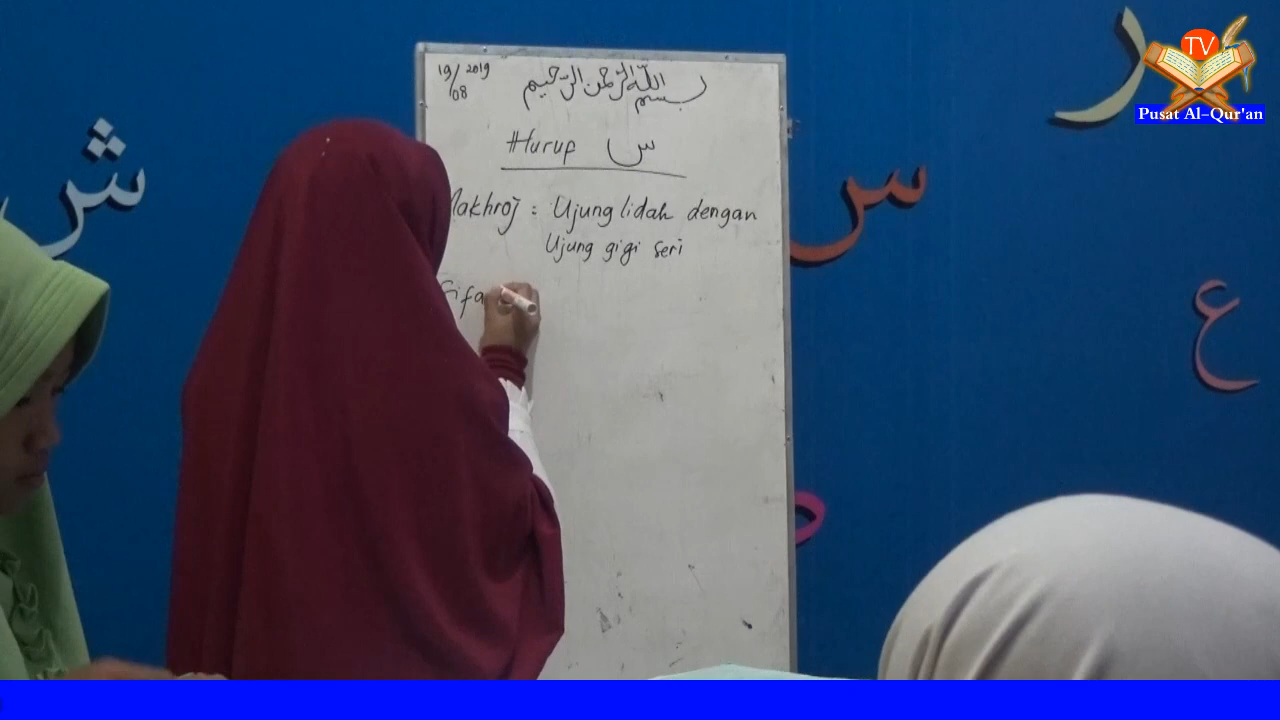 19/08 2019
بسم الله الرحمن الرحيم
Hurup س
Makhroj : Ujung lidah dengan
Ujung gigi seri
Sifa
ش
س
ر
ع
TV
Pusat Al-Qur'an